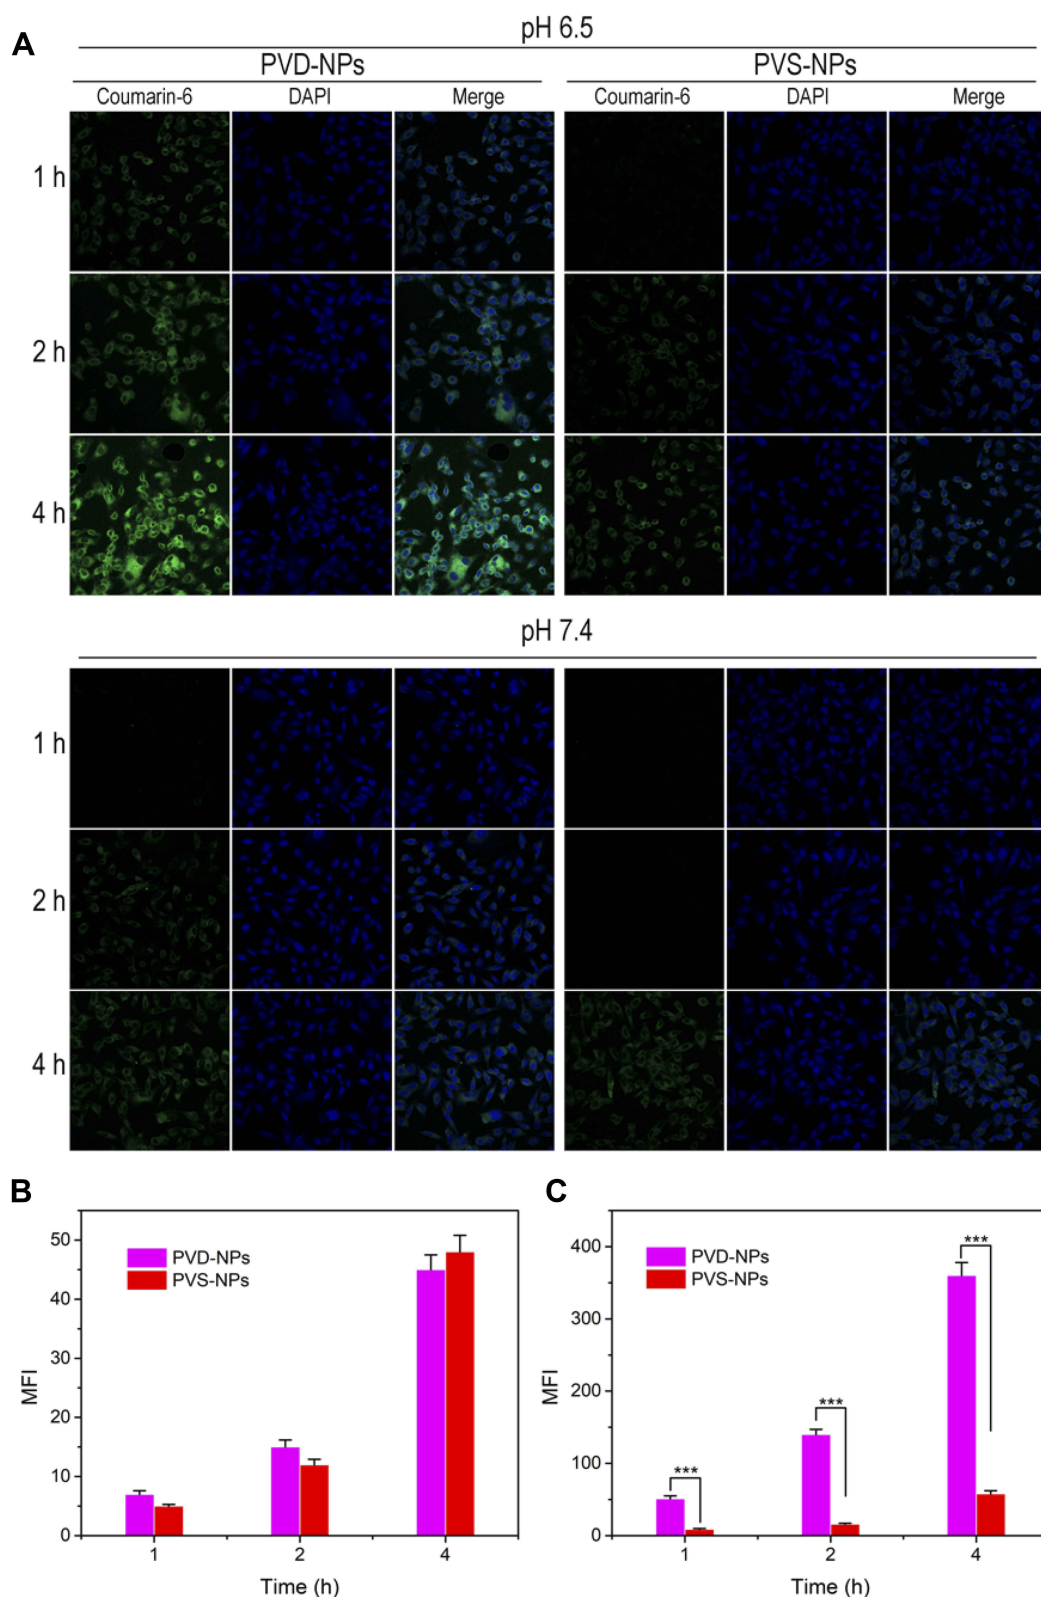 A
pH 6.5
PVD-NPs PVS-NPs
Coumarin-6 DAPI Merge Coumarin-6 DAPI Merge
1 h
2 h
4 h
pH 7.4
1 h
2 h
4 h
B
50
40
30
20
10
0
MFI
PVD-NPs
PVS-NPs
1 2 4
Time (h)
C
400
300
200
100
0
MFI
PVD-NPs
PVS-NPs
***
***
***
1 2 4
Time (h)